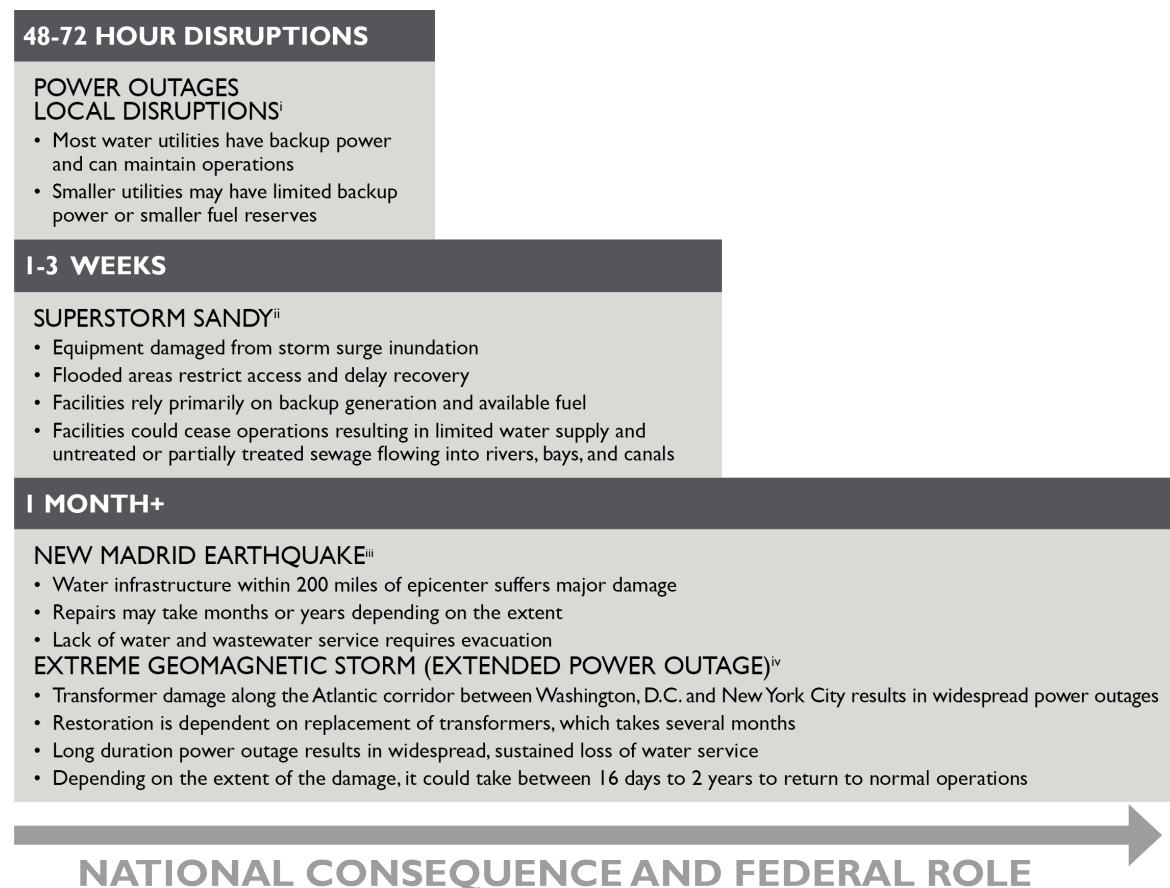 48-72 HOUR DISRUPTIONS
POWER OUTAGES
LOCAL DISRUPTIONSⁱ
• Most water utilities have backup power
and can maintain operations
• Smaller utilities may have limited backup
power or smaller fuel reserves
1-3 WEEKS
SUPERSTORM SANDYⁱⁱ
• Equipment damaged from storm surge inundation
• Flooded areas restrict access and delay recovery
• Facilities rely primarily on backup generation and available fuel
• Facilities could cease operations resulting in limited water supply and
untreated or partially treated sewage flowing into rivers, bays, and canals
1 MONTH+
NEW MADRID EARTHQUAKEⁱⁱⁱ
• Water infrastructure within 200 miles of epicenter suffers major damage
• Repairs may take months or years depending on the extent
• Lack of water and wastewater service requires evacuation
EXTREME GEOMAGNETIC STORM (EXTENDED POWER OUTAGE)ⁱᵛ
• Transformer damage along the Atlantic corridor between Washington, D.C. and New York City results in widespread power outages
• Restoration is dependent on replacement of transformers, which takes several months
• Long duration power outage results in widespread, sustained loss of water service
• Depending on the extent of the damage, it could take between 16 days to 2 years to return to normal operations
NATIONAL CONSEQUENCE AND FEDERAL ROLE